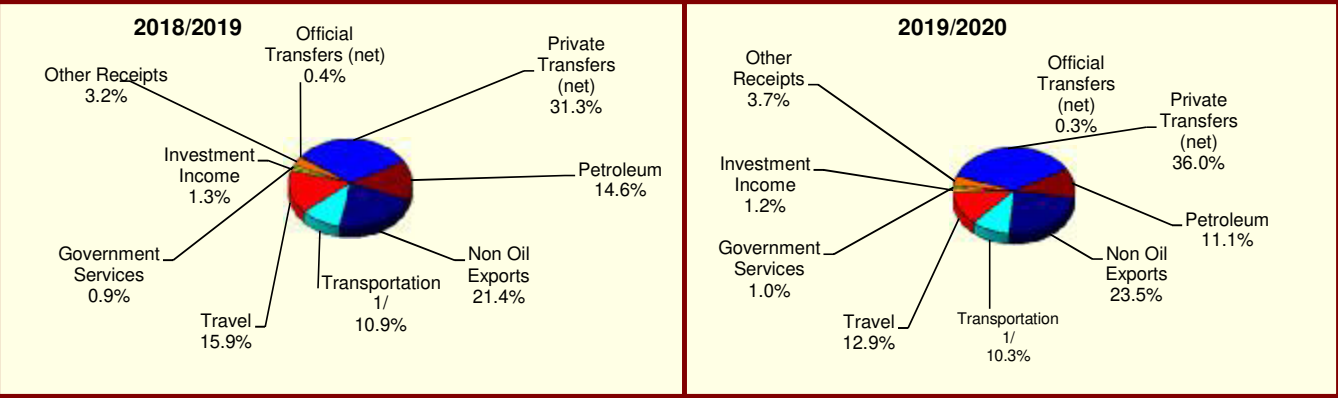 2018/2019
Official
Transfers (net)
0.4%
Private
Transfers
(net)
31.3%
Other Receipts
3.2%
Investment
Income
1.3%
Petroleum
14.6%
Government
Services
0.9%
Non Oil
Exports
21.4%
Transportation
1/
10.9%
Travel
15.9%
2019/2020
Other
Receipts
3.7%
Official
Transfers
(net)
0.3%
Private
Transfers
(net)
36.0%
Investment
Income
1.2%
Petroleum
11.1%
Government
Services
1.0%
Non Oil
Exports
23.5%
Travel
12.9%
Transportation
1/
10.3%